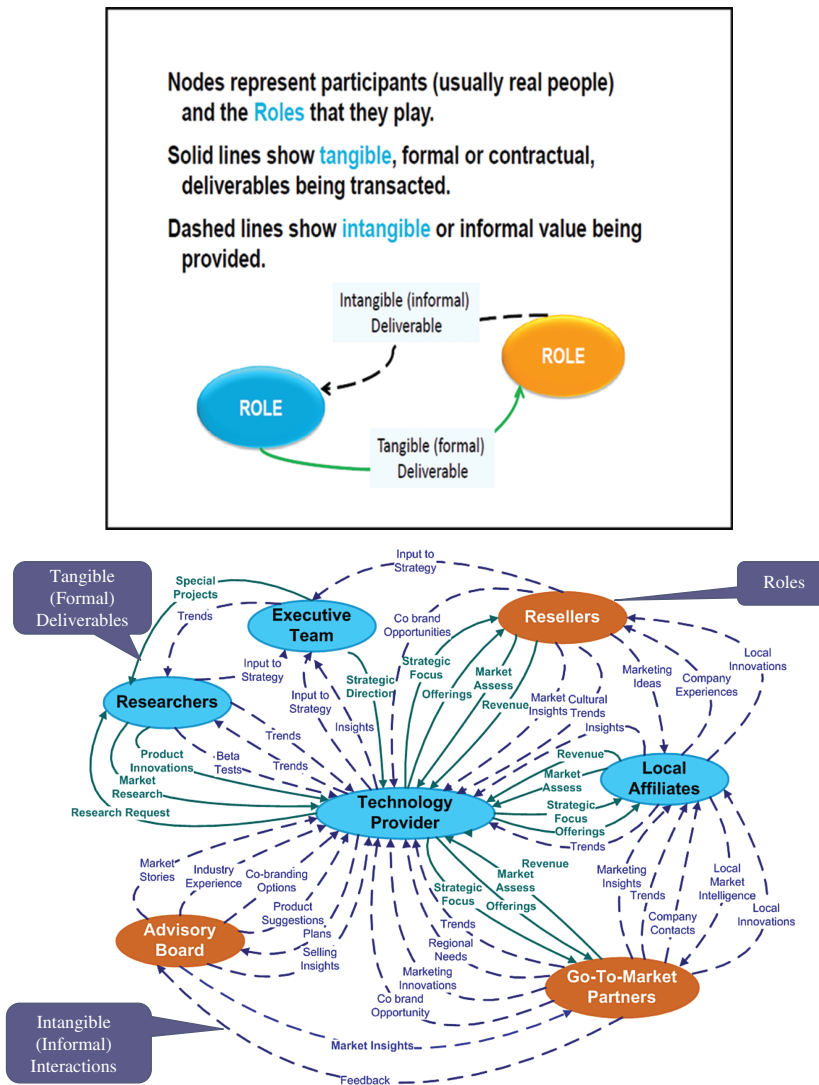 Nodes represent participants (usually real people)
and the Roles that they play.
Solid lines show tangible, formal or contractual,
deliverables being transacted.
Dashed lines show intangible or informal value being
provided.
Intangible (informal)
Deliverable
ROLE
ROLE
Tangible (formal)
Deliverable
Tangible
(Formal)
Deliverables
Special
Projects
Trends
Executive
Team
Input to
Strategy
Resellers
Roles
Co brand
Opportunities
Researchers
Input to
Strategy
Input to
Strategy
Insights
Strategic
Direction
Strategic
Focus
Offerings
Market
Assess
Revenue
Market
Insights
Cultural
Trends
Insights
Marketing
Ideas
Company
Experiences
Local
Innovations
Product
Innovations
Market
Research
Research Request
Beta
Tests
Trends
Trends
Technology
Provider
Revenue
Market
Assess
Strategic
Focus
Offerings
Trends
Local
Affiliates
Market
Stories
Industry
Experience
Co-branding
Options
Product
Suggestions
Plans
Selling
Insights
Advisory
Board
Strategic
Focus
Offerings
Market
Assess
Revenue
Trends
Regional
Needs
Marketing
Innovations
Co brand
Opportunity
Marketing
Insights
Trends
Company
Contacts
Local
Market
Intelligence
Local
Innovations
Go-To-Market
Partners
Intangible
(Informal)
Interactions
Market Insights
Feedback